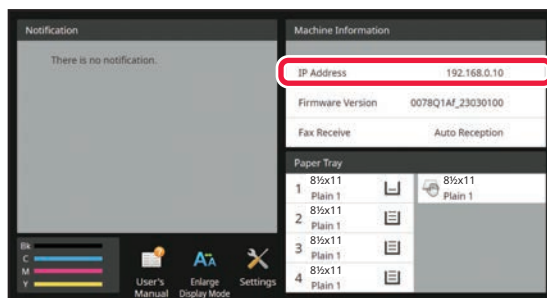 Notification
There is no notification.
Machine Information
IP Address 192.168.0.10
Firmware Version 0078Q1Af_23030100
Fax Receive Auto Reception
Paper Tray
1 8½x11 Plain 1
8½x11 Plain 1
2 8½x11 Plain 1
3 8½x11 Plain 1
4 8½x11 Plain 1
Bk
C
M
Y
User's Manual
Enlarge Display Mode
Settings